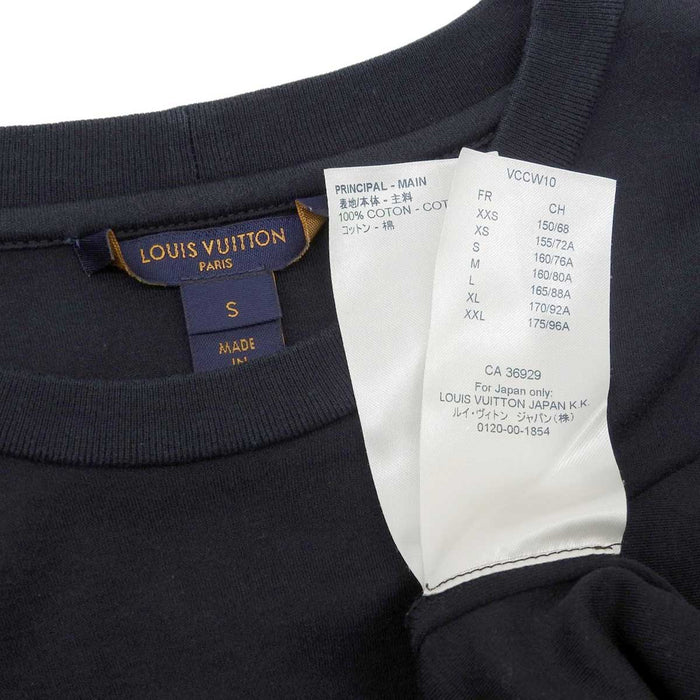 LOUIS VUITTON
PARIS
S
MADE
IN
PRINCIPAL - MAIN
表地/本体 - 主料
100% COTON - COT
コットン - 棉
VCCW10
FR CH
XXS 150/68
XS 155/72A
S 160/76A
M 160/80A
L 165/88A
XL 170/92A
XXL 175/96A
CA 36929
For Japan only:
LOUIS VUITTON JAPAN K.K.
ルイ・ヴィトン ジャパン(株)
0120-00-1854